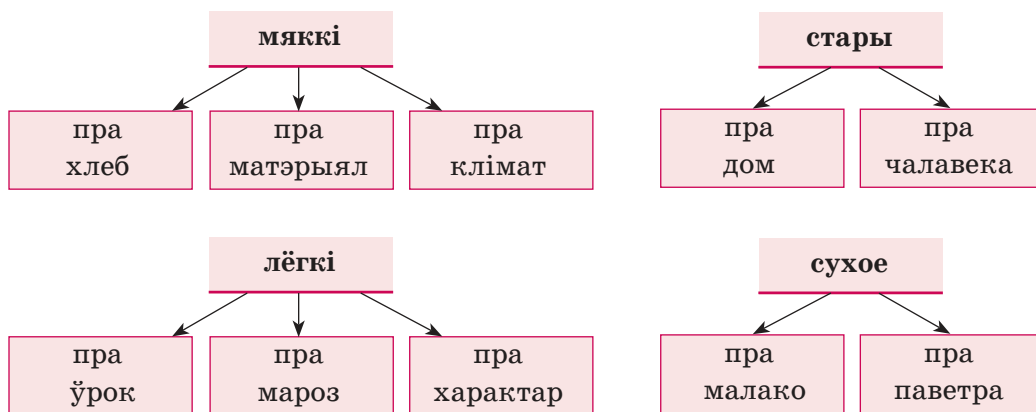 мяккі
пра
хлеб
пра
матэрыял
пра
клімат
стары
пра
дом
пра
чалавека
лёгкі
пра
ўрок
пра
мароз
пра
характар
сухое
пра
малако
пра
паветра